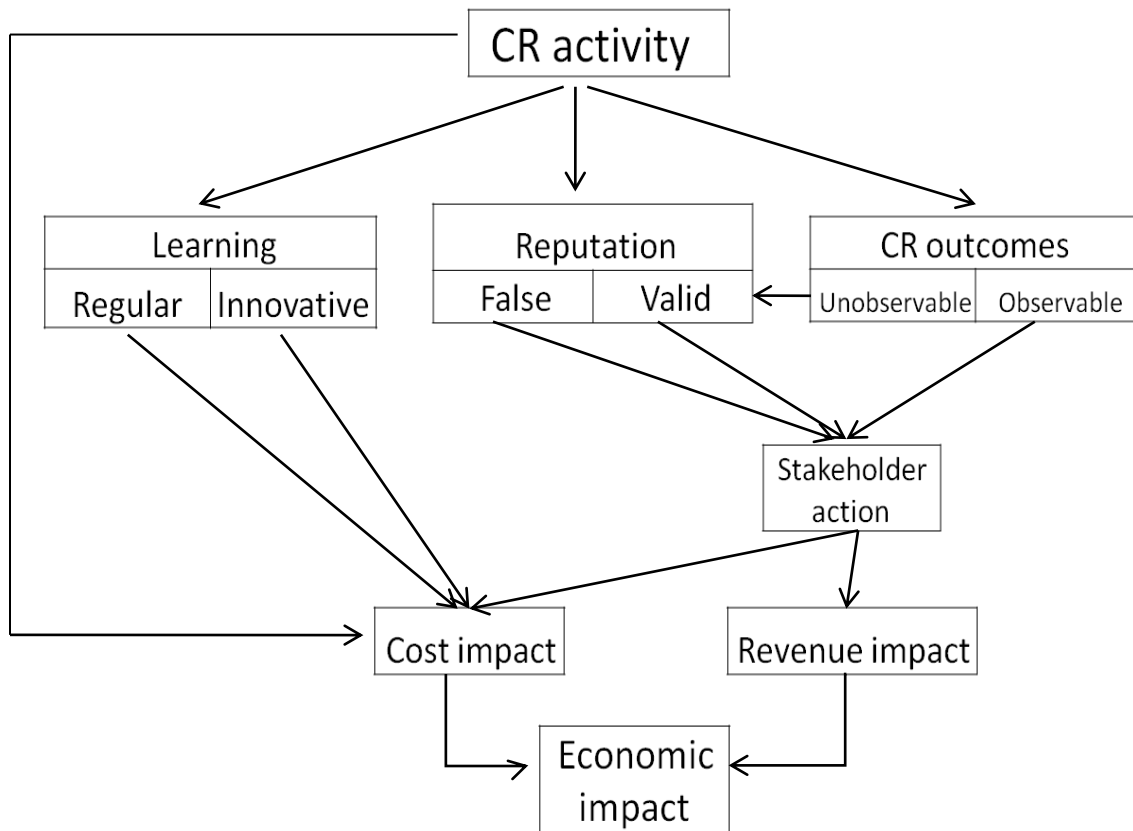 CR activity
Learning
Reputation
CR outcomes
Regular
Innovative
False
Valid
Unobservable
Observable
Stakeholder
action
Cost impact
Revenue impact
Economic
impact